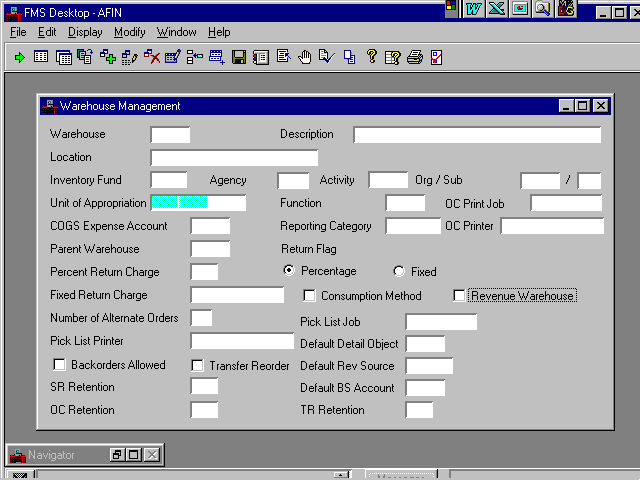 FMS Desktop - AFIN
File Edit Display Modify Window Help
Warehouse Management
Warehouse Description
Location
Inventory Fund Agency Activity Org / Sub /
Unit of Appropriation Function OC Print Job
COGS Expense Account Reporting Category OC Printer
Parent Warehouse Return Flag
Percent Return Charge Percentage Fixed
Fixed Return Charge Consumption Method Revenue Warehouse
Number of Alternate Orders Pick List Job
Pick List Printer Default Detail Object
Backorders Allowed Transfer Reorder Default Rev Source
SR Retention Default BS Account
OC Retention TR Retention
Navigator